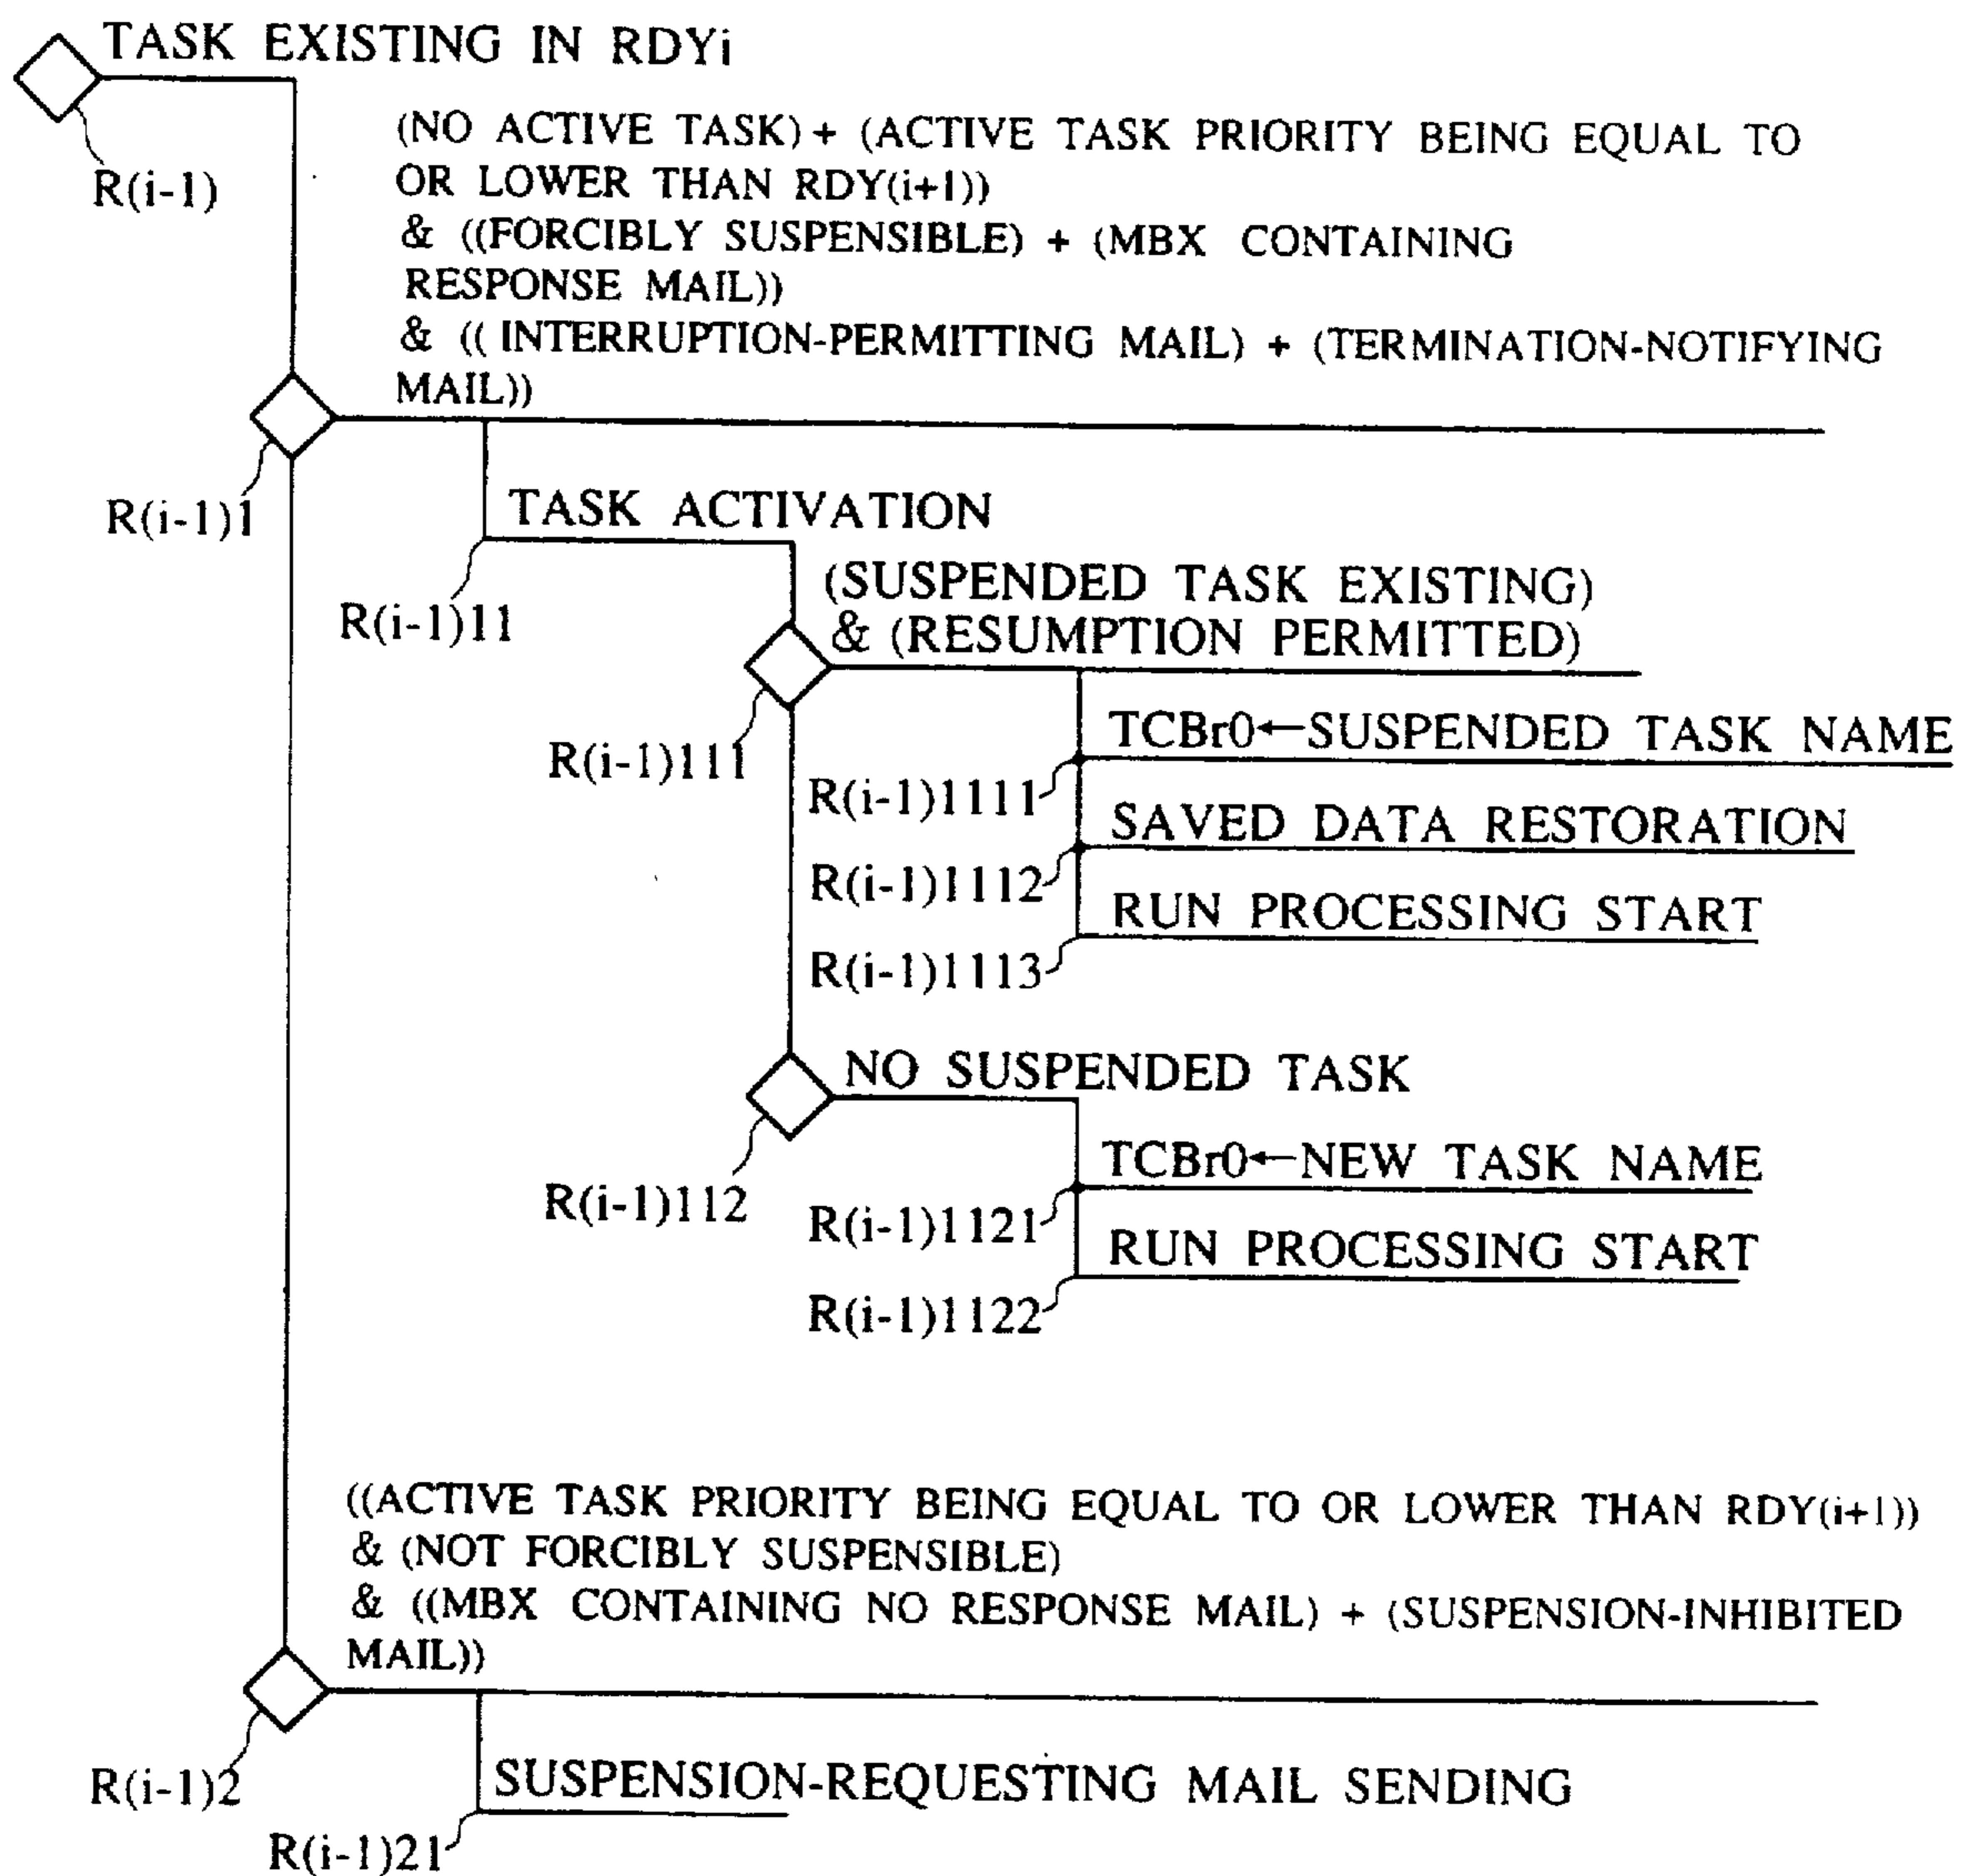 TASK EXISTING IN RDYi
R(i-1)
(NO ACTIVE TASK) + (ACTIVE TASK PRIORITY BEING EQUAL TO
OR LOWER THAN RDY(i+1))
& ((FORCIBLY SUSPENSIBLE) + (MBX CONTAINING
RESPONSE MAIL))
& (( INTERRUPTION-PERMITTING MAIL) + (TERMINATION-NOTIFYING
MAIL))
R(i-1)1
TASK ACTIVATION
R(i-1)11
(SUSPENDED TASK EXISTING)
& (RESUMPTION PERMITTED)
R(i-1)111
TCBr0←SUSPENDED TASK NAME
R(i-1)1111
SAVED DATA RESTORATION
R(i-1)1112
RUN PROCESSING START
R(i-1)1113
NO SUSPENDED TASK
R(i-1)112
TCBr0←NEW TASK NAME
R(i-1)1121
RUN PROCESSING START
R(i-1)1122
((ACTIVE TASK PRIORITY BEING EQUAL TO OR LOWER THAN RDY(i+1))
& (NOT FORCIBLY SUSPENSIBLE)
& ((MBX CONTAINING NO RESPONSE MAIL) + (SUSPENSION-INHIBITED
MAIL))
R(i-1)2
SUSPENSION-REQUESTING MAIL SENDING
R(i-1)21